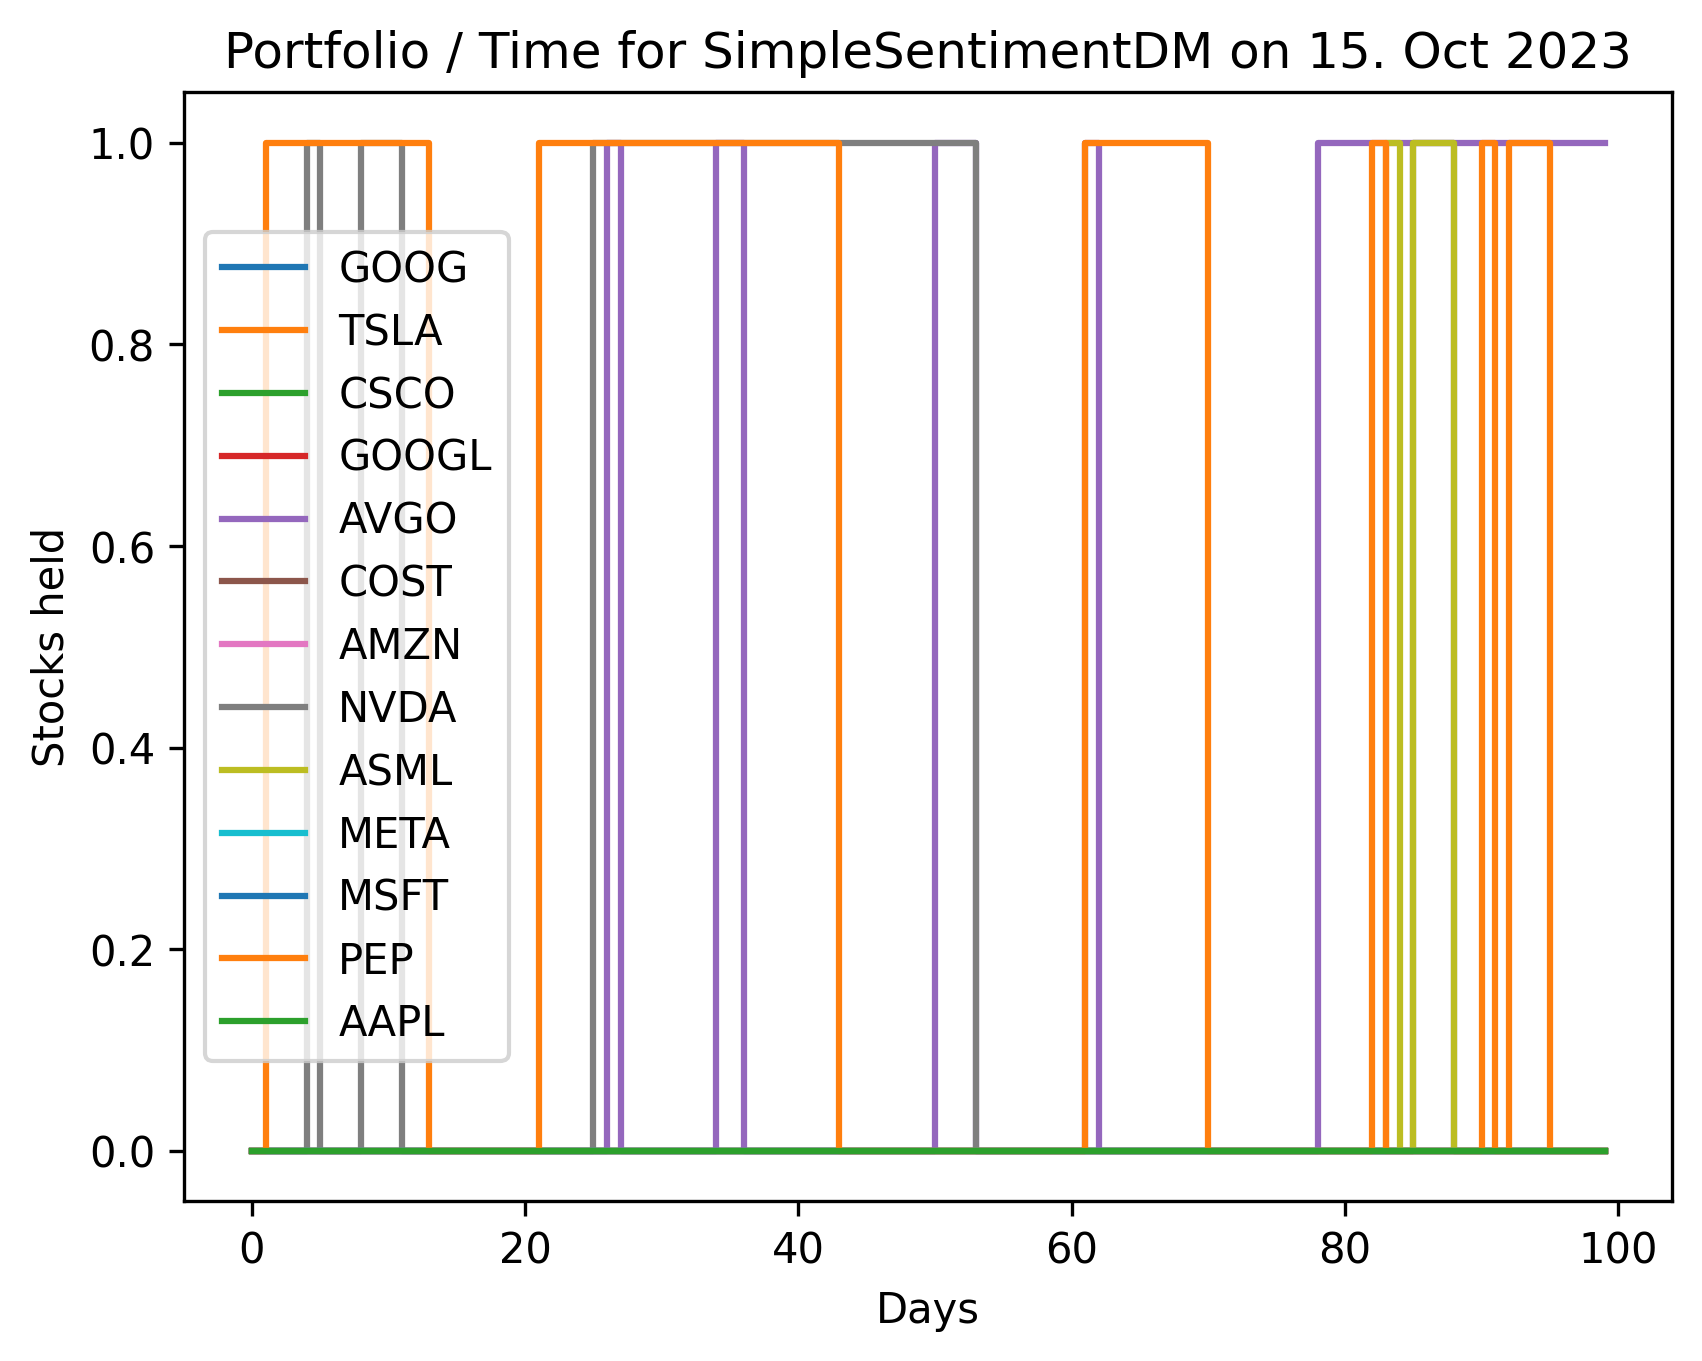 Portfolio / Time for SimpleSentimentDM on 15. Oct 2023
1.0
0.8
0.6
0.4
0.2
0.0
Stocks held
GOOG
TSLA
CSCO
GOOGL
AVGO
COST
AMZN
NVDA
ASML
META
MSFT
PEP
AAPL
0 20 40 60 80 100
Days